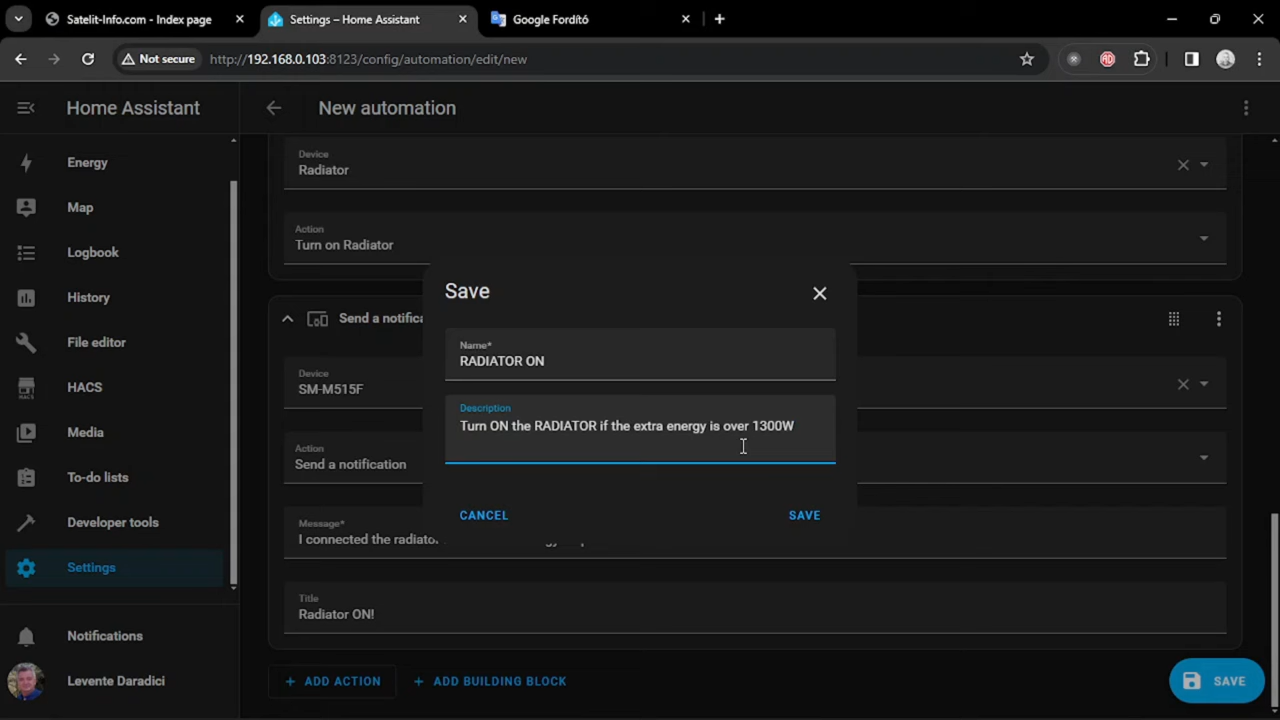 Satelit-Info.com - Index page
Settings – Home Assistant
Google Fordító
Not secure
http://192.168.0.103:8123/config/automation/edit/new
Home Assistant
New automation
Energy
Map
Logbook
History
File editor
HACS
HACS
Media
To-do lists
Developer tools
Settings
Notifications
Levente Daradici
Device
Radiator
Action
Turn on Radiator
Send a notifica
Device
SM-M515F
Action
Send a notification
Message*
I connected the radiator
Title
Radiator ON!
ADD ACTION
ADD BUILDING BLOCK
SAVE
Save
Name*
RADIATOR ON
Description
Turn ON the RADIATOR if the extra energy is over 1300W
CANCEL
SAVE